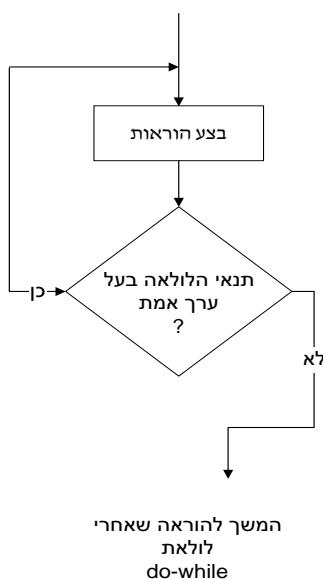 בצע הוראות
תנאי הלולאה בעל
ערך אמת
?
כן
לא
המשך להוראה שאחרי
לולאת
do-while